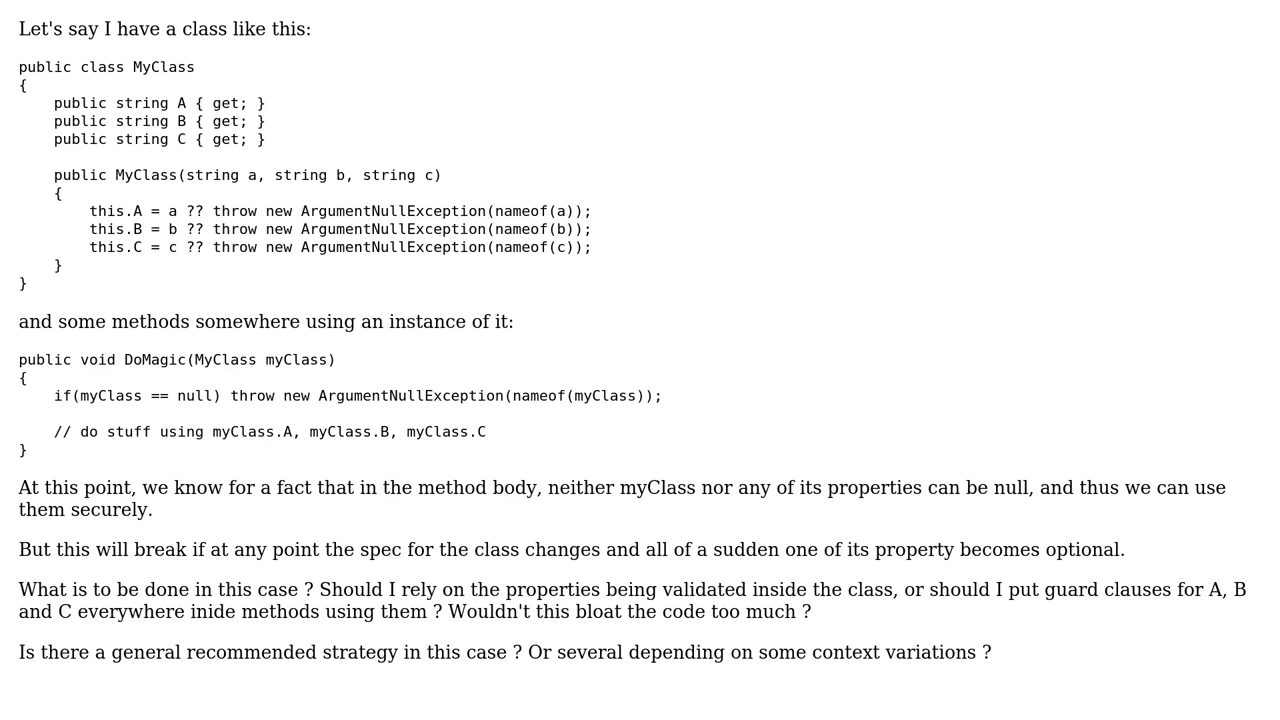 Let's say I have a class like this:
public class MyClass
{
    public string A { get; }
    public string B { get; }
    public string C { get; }
    public MyClass(string a, string b, string c)
    {
        this.A = a ?? throw new ArgumentNullException(nameof(a));
        this.B = b ?? throw new ArgumentNullException(nameof(b));
        this.C = c ?? throw new ArgumentNullException(nameof(c));
    }
}
and some methods somewhere using an instance of it:
public void DoMagic(MyClass myClass)
{
    if(myClass == null) throw new ArgumentNullException(nameof(myClass));
    // do stuff using myClass.A, myClass.B, myClass.C
}
At this point, we know for a fact that in the method body, neither myClass nor any of its properties can be null, and thus we can use
them securely.
But this will break if at any point the spec for the class changes and all of a sudden one of its property becomes optional.
What is to be done in this case ? Should I rely on the properties being validated inside the class, or should I put guard clauses for A, B
and C everywhere inide methods using them ? Wouldn't this bloat the code too much ?
Is there a general recommended strategy in this case ? Or several depending on some context variations ?